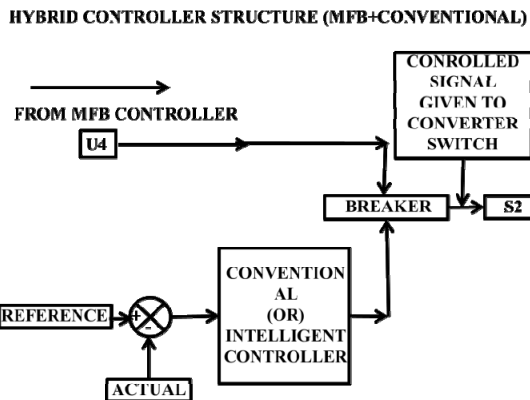 HYBRID CONTROLLER STRUCTURE (MFB+CONVENTIONAL)
CONROLLED
SIGNAL
GIVEN TO
CONVERTER
SWITCH
FROM MFB CONTROLLER
U4
BREAKER
S2
CONVENTION
AL
(OR)
INTELLIGENT
CONTROLLER
REFERENCE
+
-
ACTUAL